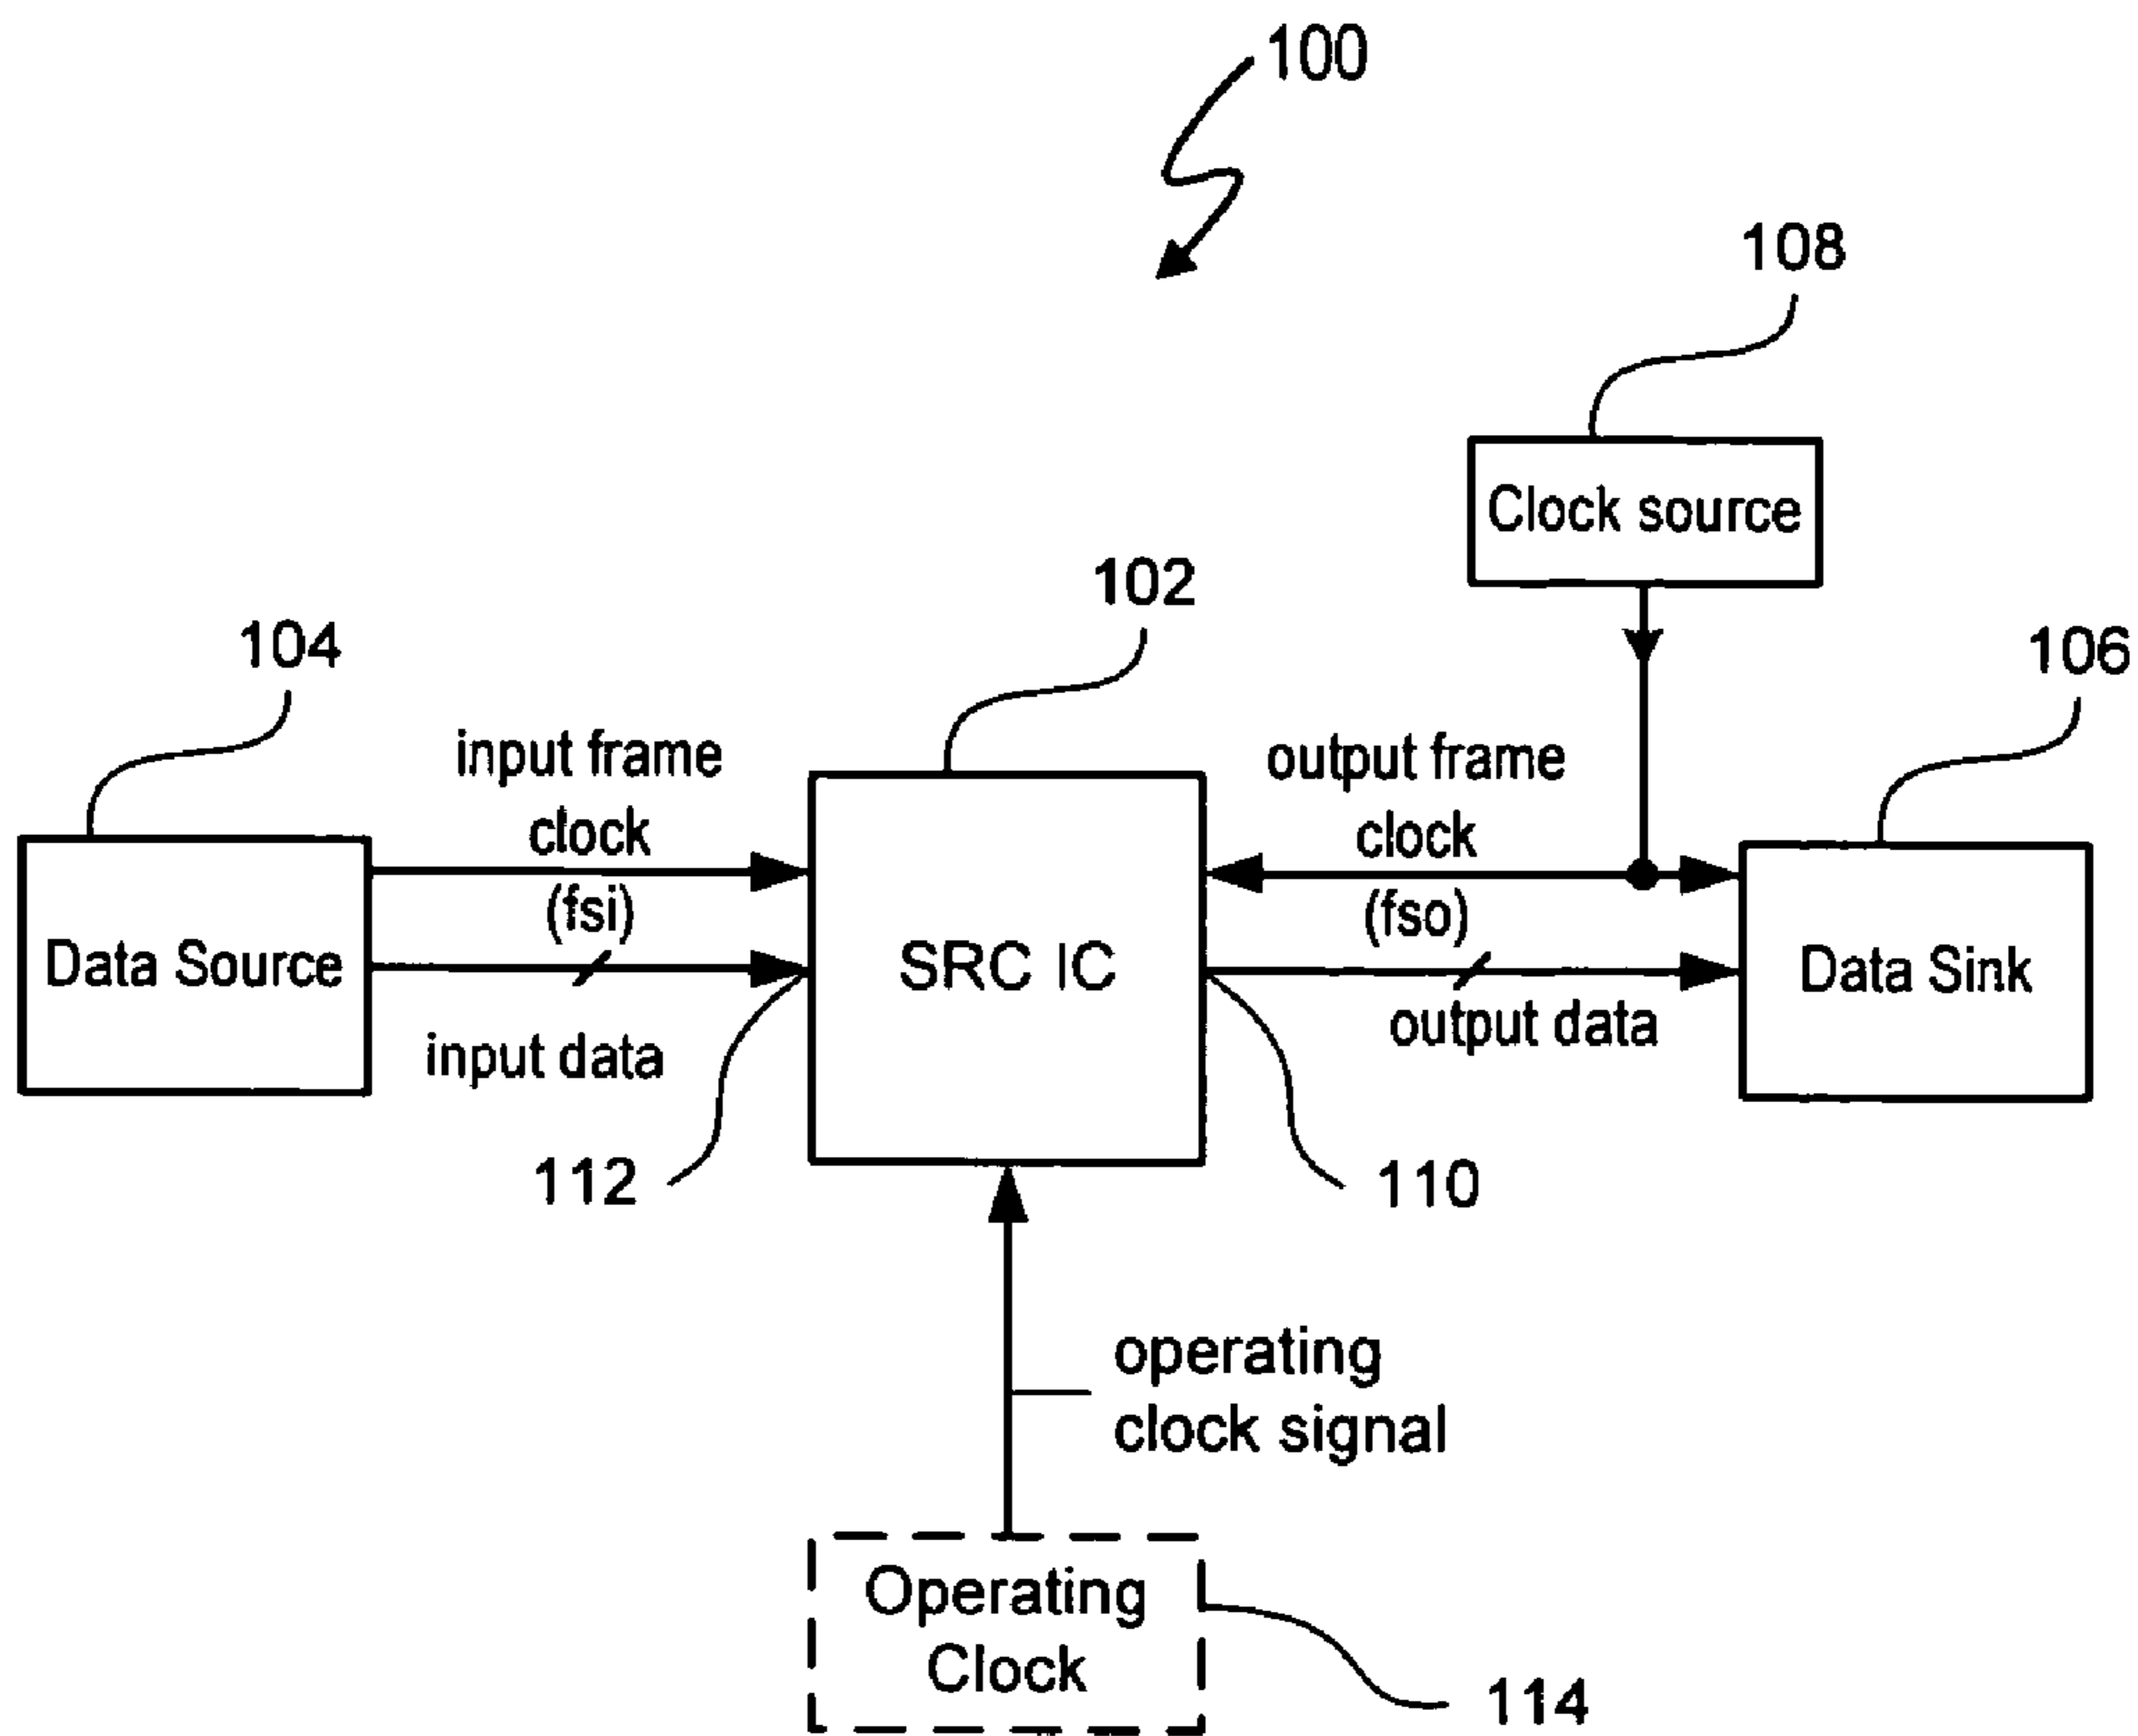 100
108
Clock source
102
104
106
input frame
clock
(fsi)
output frame
clock
(fso)
Data Source
SRC IC
Data Sink
input data
output data
112
110
operating
clock signal
Operating
Clock
114